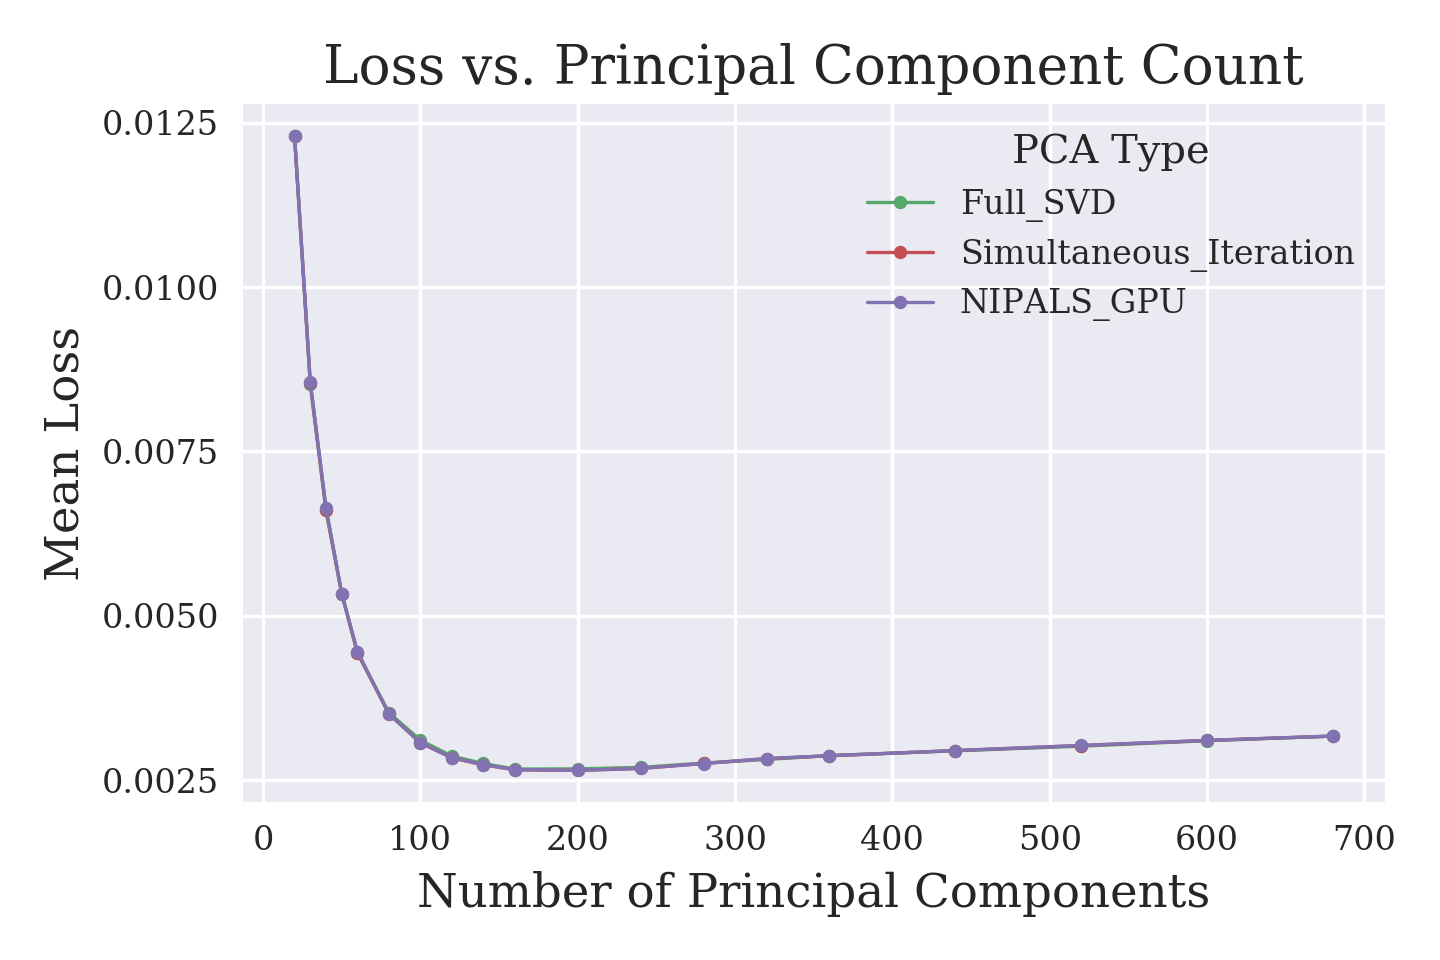 Loss vs. Principal Component Count
0.0125
0.0100
0.0075
0.0050
0.0025
Mean Loss
PCA Type
Full_SVD
Simultaneous_Iteration
NIPALS_GPU
0 100 200 300 400 500 600 700
Number of Principal Components